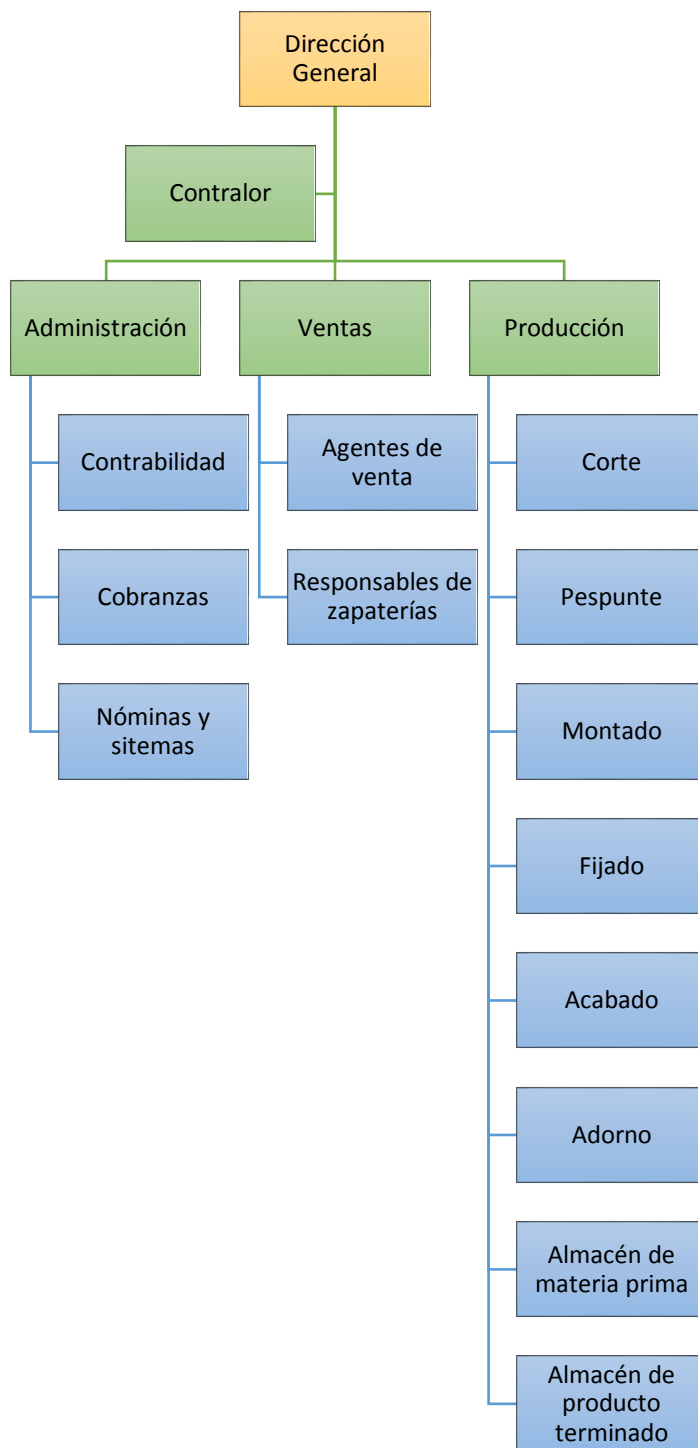 Dirección
General
Contralor
Administración
Ventas
Producción
Contrabilidad
Cobranzas
Nóminas y
sitemas
Agentes de
venta
Responsables de
zapaterías
Corte
Pespunte
Montado
Fijado
Acabado
Adorno
Almacén de
materia prima
Almacén de
producto
terminado